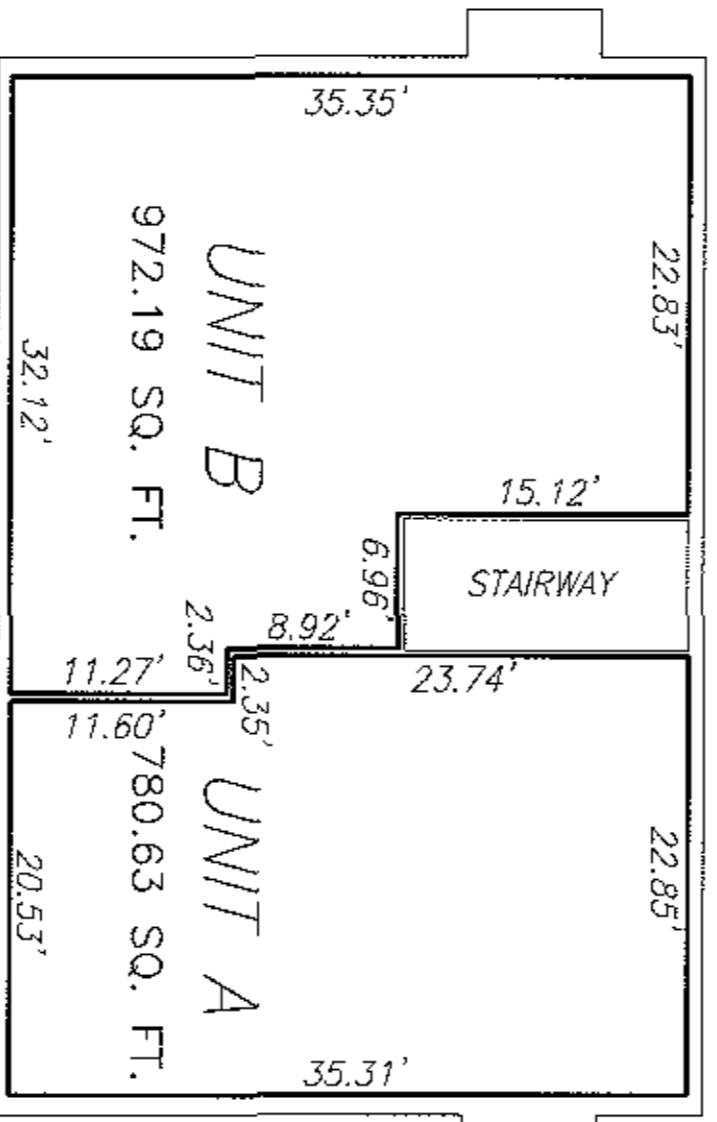 35.35'
22.83'
UNIT B
972.19 SQ. FT.
32.12'
15.12'
6.96'
STAIRWAY
8.92'
2.36'
11.27'
23.74'
2.35'
11.60'
UNIT A
780.63 SQ. FT.
22.85'
20.53'
35.31'